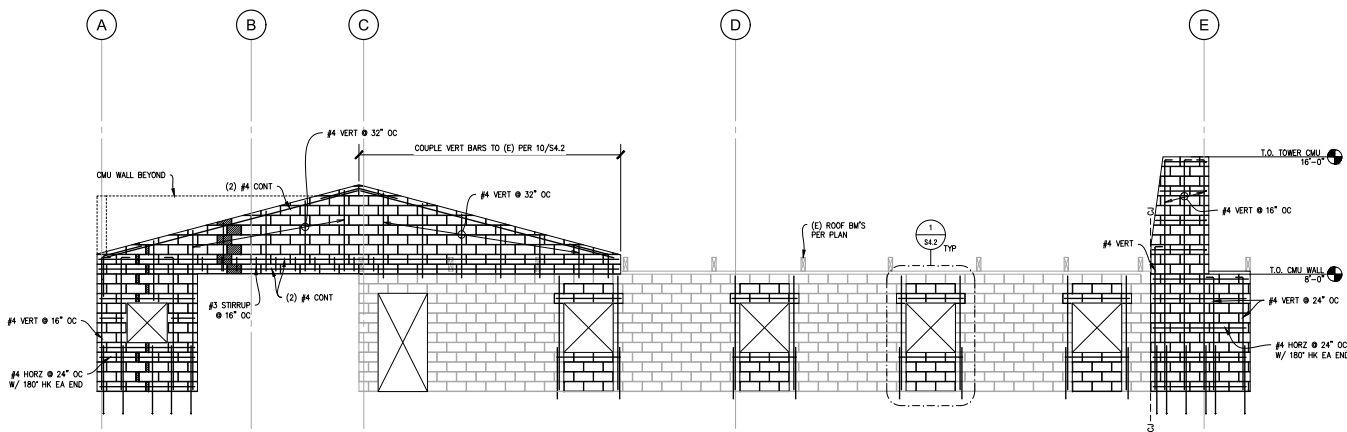 A
B
C
D
E
#4 VERT @ 32" OC
COUPLE VERT BARS TO (E) PER 10/S4.2
T.O. TOWER CMU
16'-0"
CMU WALL BEYOND
(2) #4 CONT
#4 VERT @ 32" OC
#4 VERT @ 16" OC
CJ
(E) ROOF BM'S
PER PLAN
1
S4.2
TYP
#4 VERT
T.O. CMU WALL
8'-0"
#3 STIRRUP
@ 16" OC
(2) #4 CONT
#4 VERT @ 24" OC
#4 VERT @ 16" OC
#4 HORZ @ 24" OC
W/ 180° HK EA END
#4 HORZ @ 24" OC
W/ 180° HK EA END
CJ